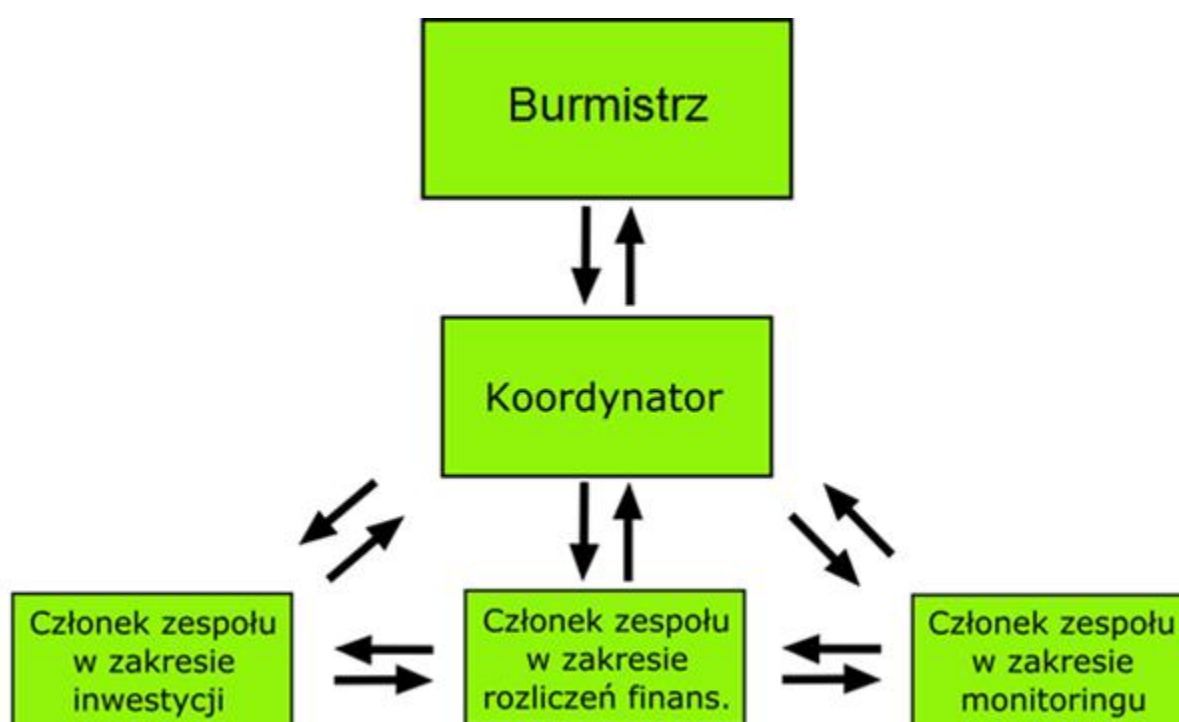 Burmistrz
Koordynator
Członek zespołu
w zakresie
inwestycji
Członek zespołu
w zakresie
rozliczeń finans.
Członek zespołu
w zakresie
monitoringu